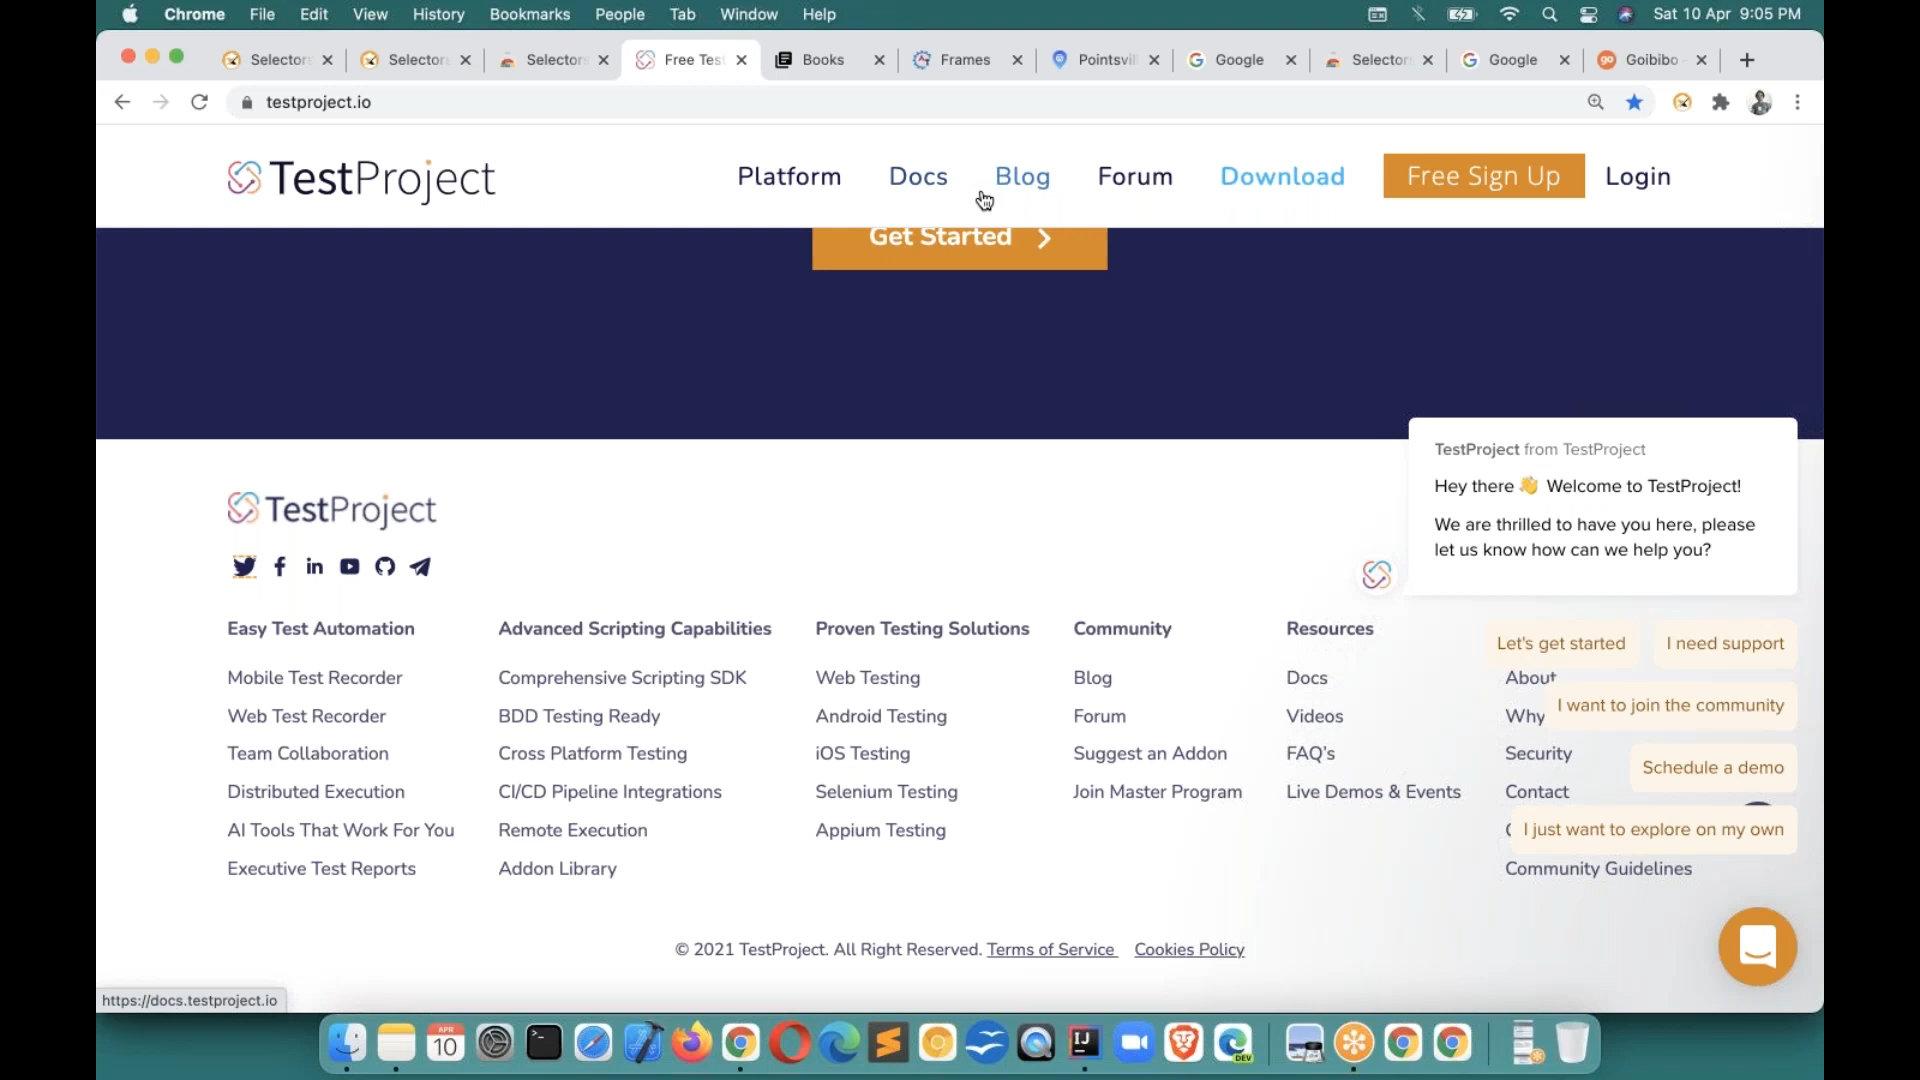 Chrome File Edit View History Bookmarks People Tab Window Help Sat 10 Apr 9:05 PM
Selector Selector Selector Free Test Books Frames Pointsvil Google Selector Google Goibibo
testproject.io
TestProject Platform Docs Blog Forum Download Free Sign Up Login
Get Started
TestProject from TestProject
Hey there 👋 Welcome to TestProject!
We are thrilled to have you here, please
let us know how can we help you?
TestProject
Easy Test Automation Advanced Scripting Capabilities Proven Testing Solutions Community Resources
Let's get started I need support
Mobile Test Recorder Comprehensive Scripting SDK Web Testing Blog Docs About
I want to join the community
Web Test Recorder BDD Testing Ready Android Testing Forum Videos Why
Team Collaboration Cross Platform Testing iOS Testing Suggest an Addon FAQ's Security
Schedule a demo
Distributed Execution CI/CD Pipeline Integrations Selenium Testing Join Master Program Live Demos & Events Contact
AI Tools That Work For You Remote Execution Appium Testing I just want to explore on my own
Executive Test Reports Addon Library Community Guidelines
© 2021 TestProject. All Right Reserved. Terms of Service Cookies Policy
https://docs.testproject.io
APR
10
IJ
DEV